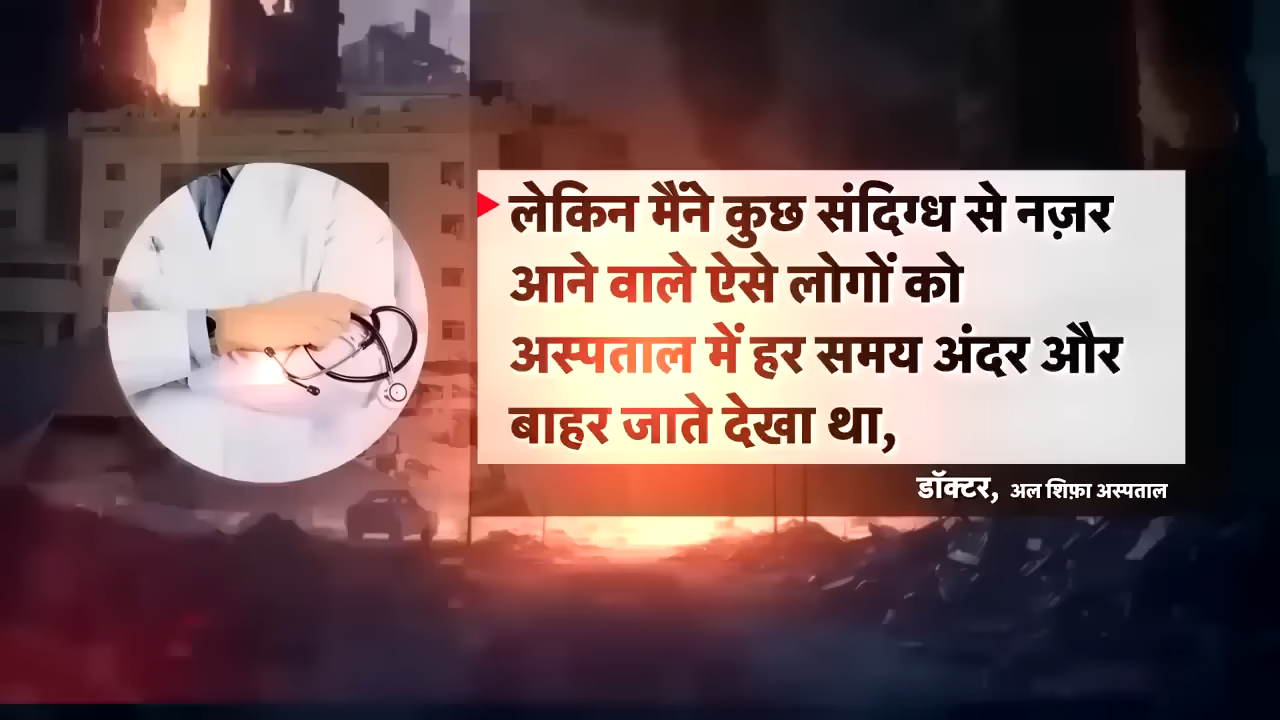 लेकिन मैंने कुछ संदिग्ध से नज़र
आने वाले ऐसे लोगों को
अस्पताल में हर समय अंदर और
बाहर जाते देखा था,
डॉक्टर, अल शिफ़ा अस्पताल